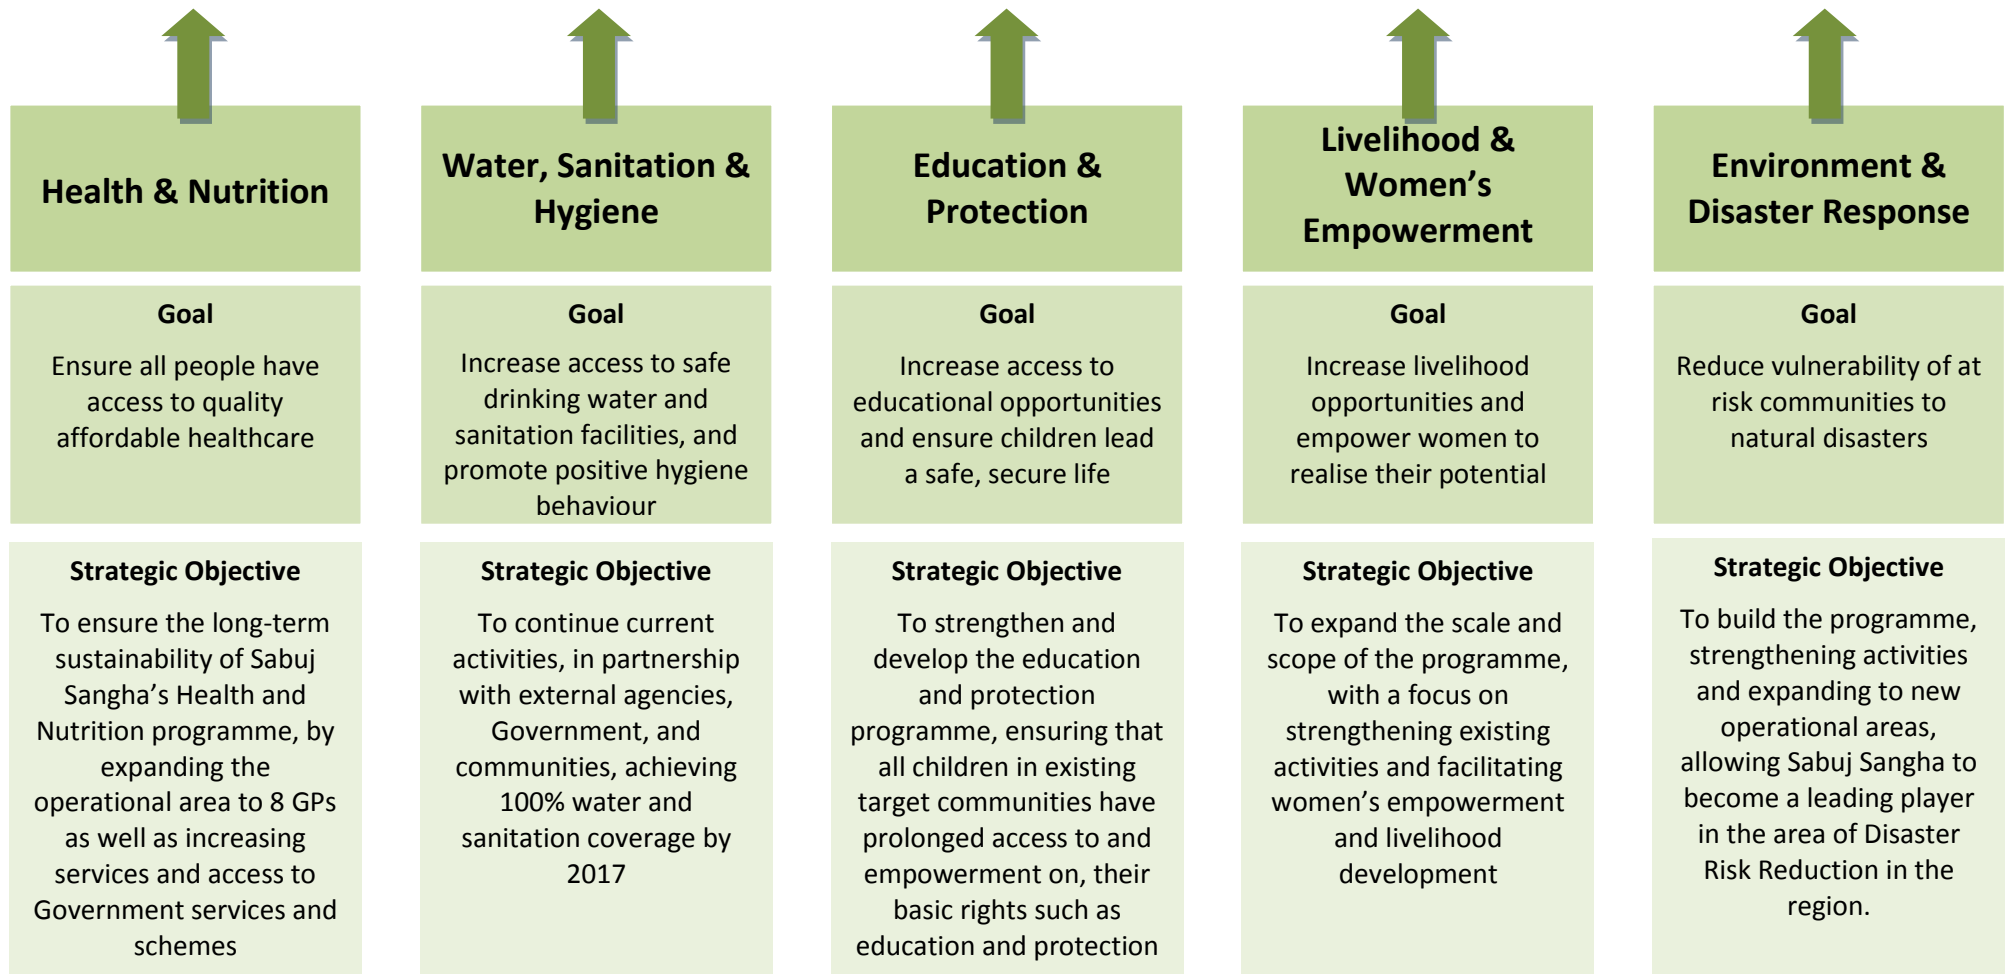 Health & Nutrition
Goal
Ensure all people have
access to quality
affordable healthcare
Strategic Objective
To ensure the long-term
sustainability of Sabuj
Sangha’s Health and
Nutrition programme, by
expanding the
operational area to 8 GPs
as well as increasing
services and access to
Government services and
schemes
Water, Sanitation &
Hygiene
Goal
Increase access to safe
drinking water and
sanitation facilities, and
promote positive hygiene
behaviour
Strategic Objective
To continue current
activities, in partnership
with external agencies,
Government, and
communities, achieving
100% water and
sanitation coverage by
2017
Education &
Protection
Goal
Increase access to
educational opportunities
and ensure children lead
a safe, secure life
Strategic Objective
To strengthen and
develop the education
and protection
programme, ensuring that
all children in existing
target communities have
prolonged access to and
empowerment on, their
basic rights such as
education and protection
Livelihood &
Women’s
Empowerment
Goal
Increase livelihood
opportunities and
empower women to
realise their potential
Strategic Objective
To expand the scale and
scope of the programme,
with a focus on
strengthening existing
activities and facilitating
women’s empowerment
and livelihood
development
Environment &
Disaster Response
Goal
Reduce vulnerability of at
risk communities to
natural disasters
Strategic Objective
To build the programme,
strengthening activities
and expanding to new
operational areas,
allowing Sabuj Sangha to
become a leading player
in the area of Disaster
Risk Reduction in the
region.